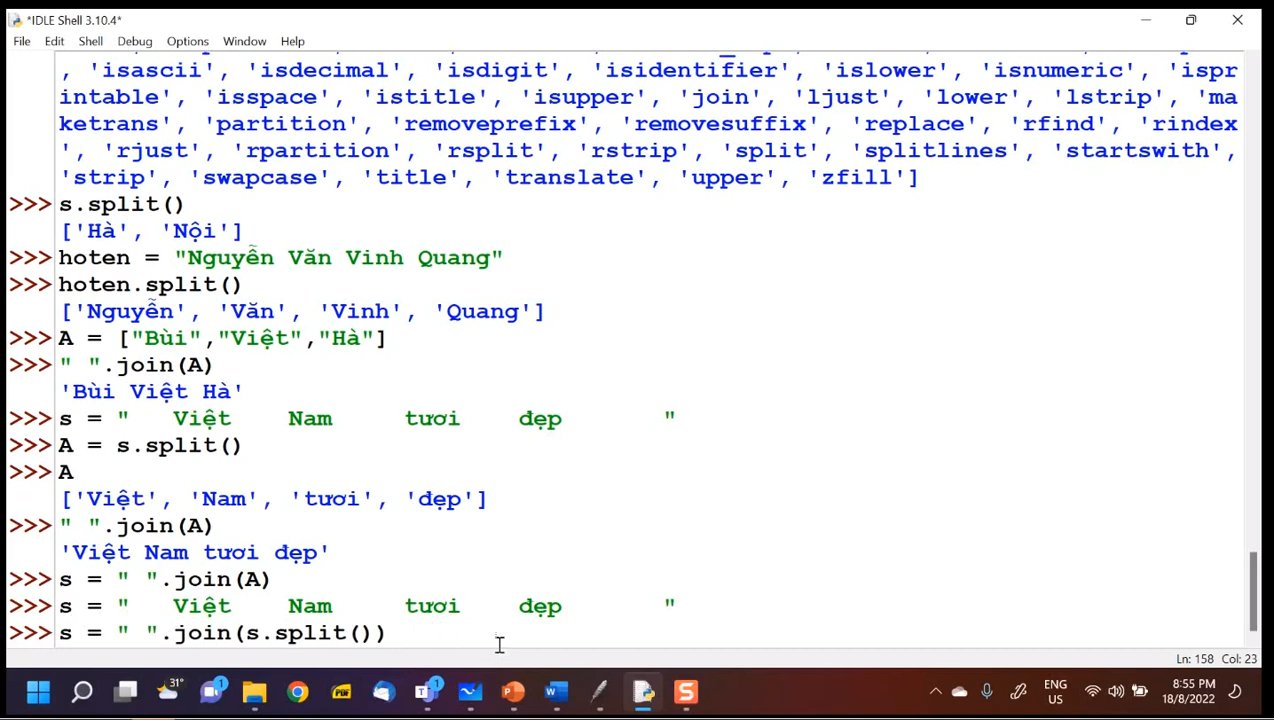 *IDLE Shell 3.10.4*
File Edit Shell Debug Options Window Help
, 'isascii', 'isdecimal', 'isdigit', 'isidentifier', 'islower', 'isnumeric', 'ispr
intable', 'isspace', 'istitle', 'isupper', 'join', 'ljust', 'lower', 'lstrip', 'ma
ketrans', 'partition', 'removeprefix', 'removesuffix', 'replace', 'rfind', 'rindex
', 'rjust', 'rpartition', 'rsplit', 'rstrip', 'split', 'splitlines', 'startswith',
'strip', 'swapcase', 'title', 'translate', 'upper', 'zfill']
>>> s.split()
['Hà', 'Nội']
>>> hoten = "Nguyễn Văn Vinh Quang"
>>> hoten.split()
['Nguyễn', 'Văn', 'Vinh', 'Quang']
>>> A = ["Bùi","Việt","Hà"]
>>> " ".join(A)
'Bùi Việt Hà'
>>> s = "   Việt    Nam     tươi    đẹp       "
>>> A = s.split()
>>> A
['Việt', 'Nam', 'tươi', 'đẹp']
>>> " ".join(A)
'Việt Nam tươi đẹp'
>>> s = " ".join(A)
>>> s = "   Việt    Nam     tươi    đẹp       "
>>> s = " ".join(s.split())
Ln: 158 Col: 23
31° 1 PDF 1 ENG 8:55 PM
US 18/8/2022